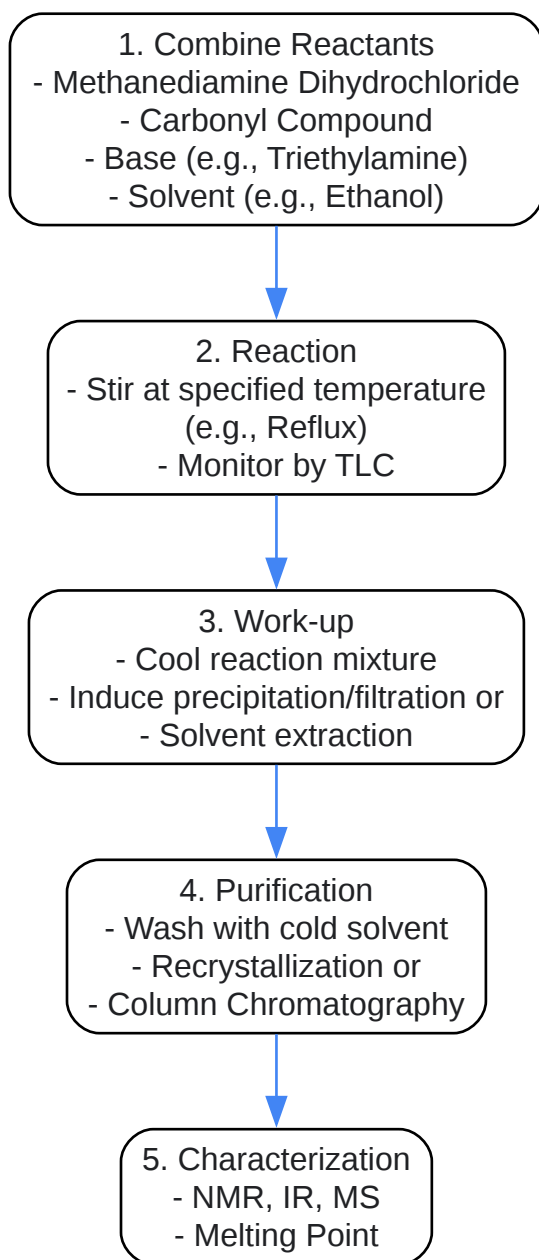 1. Combine Reactants
- Methanediamine Dihydrochloride
- Carbonyl Compound
- Base (e.g., Triethylamine)
- Solvent (e.g., Ethanol)
2. Reaction
- Stir at specified temperature
(e.g., Reflux)
- Monitor by TLC
3. Work-up
- Cool reaction mixture
- Induce precipitation/filtration or
- Solvent extraction
4. Purification
- Wash with cold solvent
- Recrystallization or
- Column Chromatography
5. Characterization
- NMR, IR, MS
- Melting Point